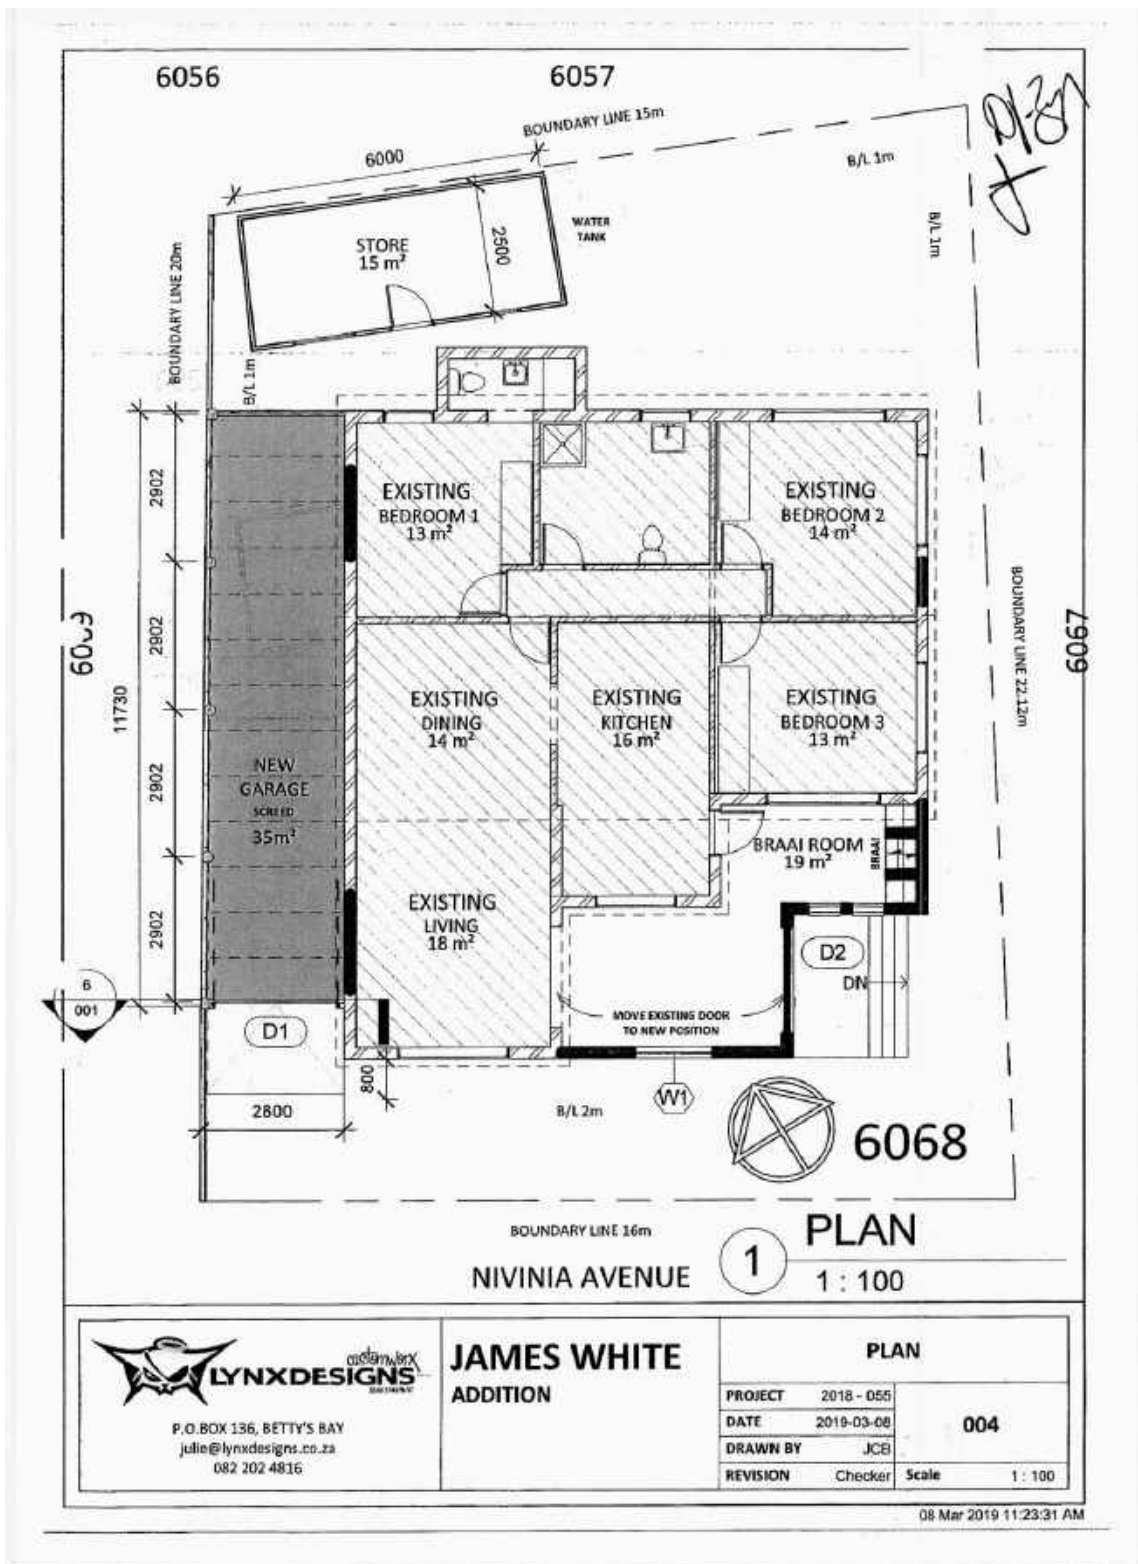 6056
6057
BOUNDARY LINE 15m
6000
B/L 1m
B/L 1m
WATER
TANK
STORE
15 m²
2500
BOUNDARY LINE 20m
B/L 1m
EXISTING
BEDROOM 1
13 m²
EXISTING
BEDROOM 2
14 m²
2902
2902
2902
2902
11730
BOUNDARY LINE 22.12m
6067
EXISTING
DINING
14 m²
EXISTING
KITCHEN
16 m²
EXISTING
BEDROOM 3
13 m²
NEW
GARAGE
SCREED
35m²
BRAAI ROOM
19 m²
BRAAI
EXISTING
LIVING
18 m²
D2
DN
6
001
D1
MOVE EXISTING DOOR
TO NEW POSITION
800
W1
2800
B/L 2m
6068
BOUNDARY LINE 16m
NIVINIA AVENUE
1
PLAN
1 : 100
customworx
LYNXDESIGNS
P.O.BOX 136, BETTY'S BAY
julie@lynxdesigns.co.za
082 202 4816
JAMES WHITE
ADDITION
PLAN
PROJECT 2018 - 055
DATE 2019-03-08
DRAWN BY JCB
REVISION Checker
004
Scale 1 : 100
08 Mar 2019 11:23:31 AM